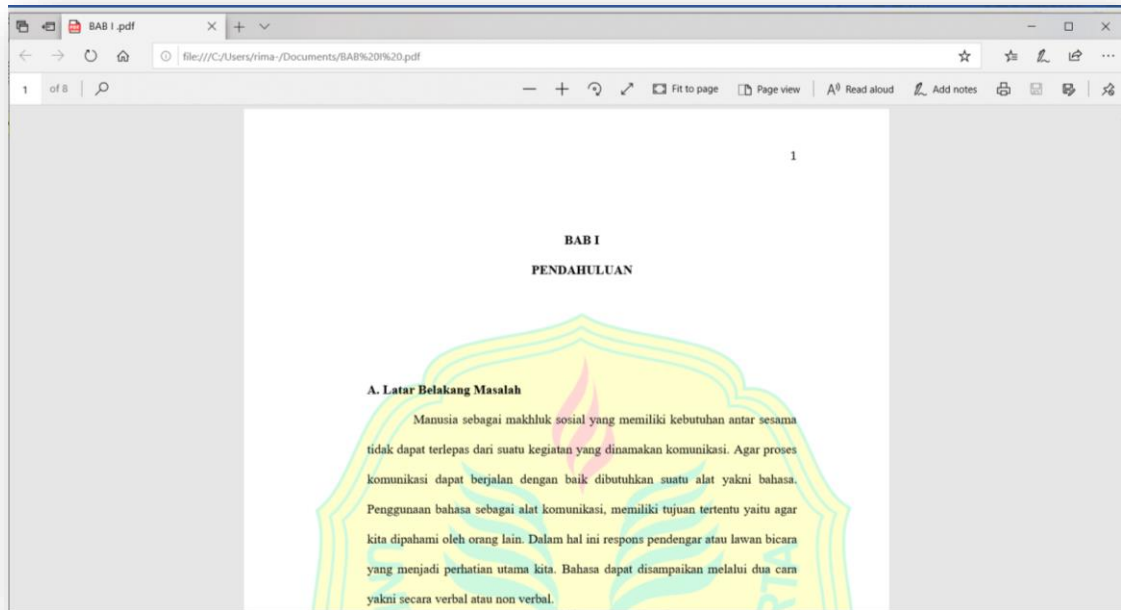 BAB I .pdf
file:///C:/Users/rima-/Documents/BAB%20I%20.pdf
1 of 8 Fit to page Page view Read aloud Add notes
1
BAB I
PENDAHULUAN
A. Latar Belakang Masalah
Manusia sebagai makhluk sosial yang memiliki kebutuhan antar sesama
tidak dapat terlepas dari suatu kegiatan yang dinamakan komunikasi. Agar proses
komunikasi dapat berjalan dengan baik dibutuhkan suatu alat yakni bahasa.
Penggunaan bahasa sebagai alat komunikasi, memiliki tujuan tertentu yaitu agar
kita dipahami oleh orang lain. Dalam hal ini respons pendengar atau lawan bicara
yang menjadi perhatian utama kita. Bahasa dapat disampaikan melalui dua cara
yakni secara verbal atau non verbal.